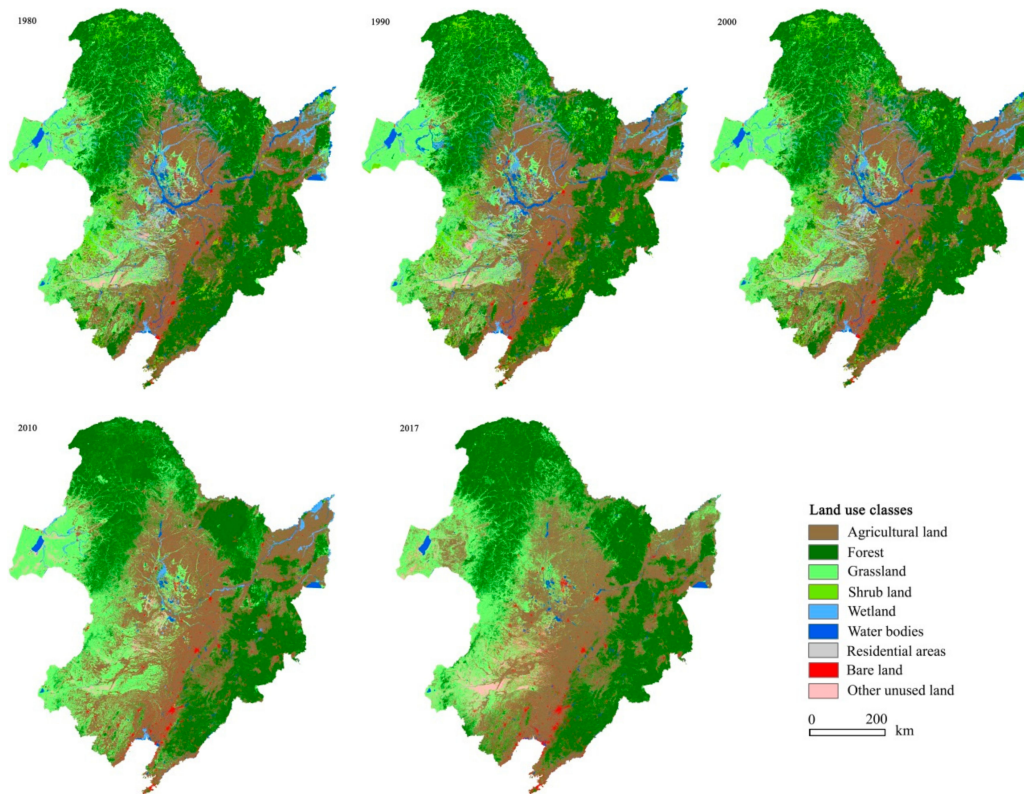 1980
1990
2000
2010
2017
Land use classes
Agricultural land
Forest
Grassland
Shrub land
Wetland
Water bodies
Residential areas
Bare land
Other unused land
0 200
km